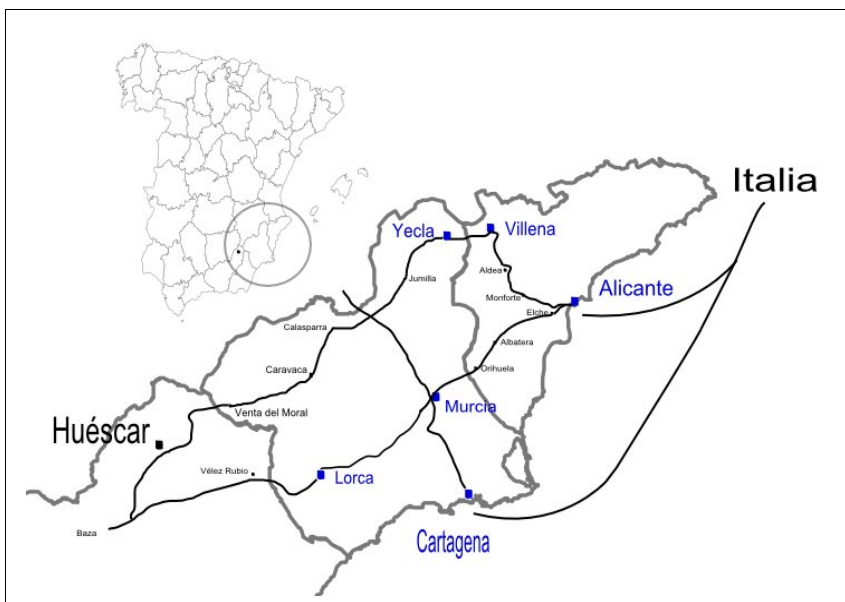 Italia
Yecla
Villena
Aldea
Jumilla
Monforte
Alicante
Elche
Calasparra
Albatera
Caravaca
Orihuela
Murcia
Venta del Moral
Huéscar
Vélez Rubio
Lorca
Baza
Cartagena